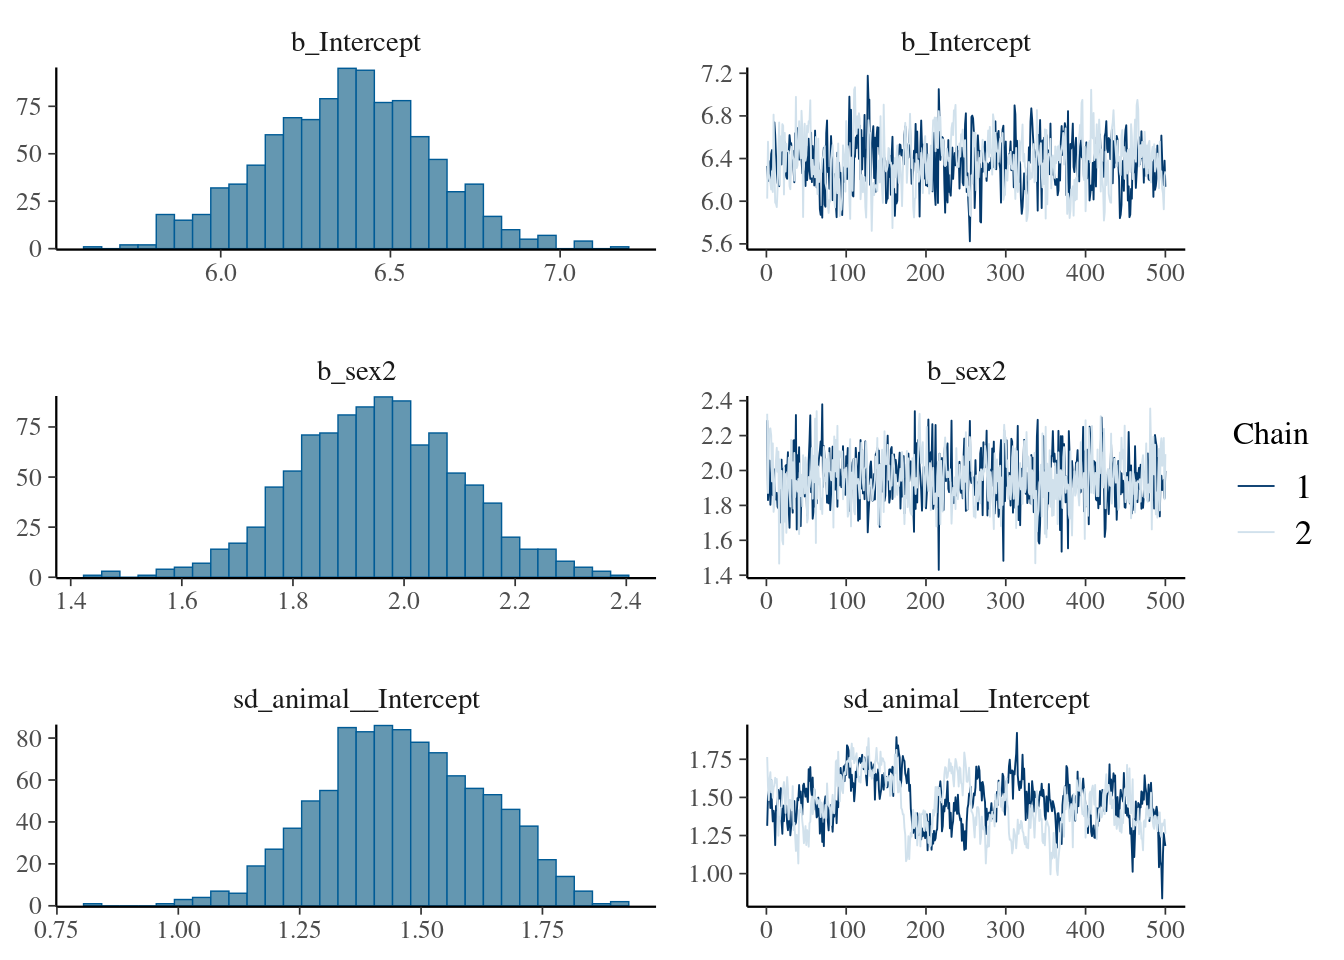 b_Intercept
b_Intercept
75
50
25
0
6.0 6.5 7.0
7.2
6.8
6.4
6.0
5.6
0 100 200 300 400 500
b_sex2
b_sex2
75
50
25
0
1.4 1.6 1.8 2.0 2.2 2.4
2.4
2.2
2.0
1.8
1.6
1.4
0 100 200 300 400 500
Chain
1
2
sd_animal__Intercept
sd_animal__Intercept
80
60
40
20
0
0.75 1.00 1.25 1.50 1.75
1.75
1.50
1.25
1.00
0 100 200 300 400 500